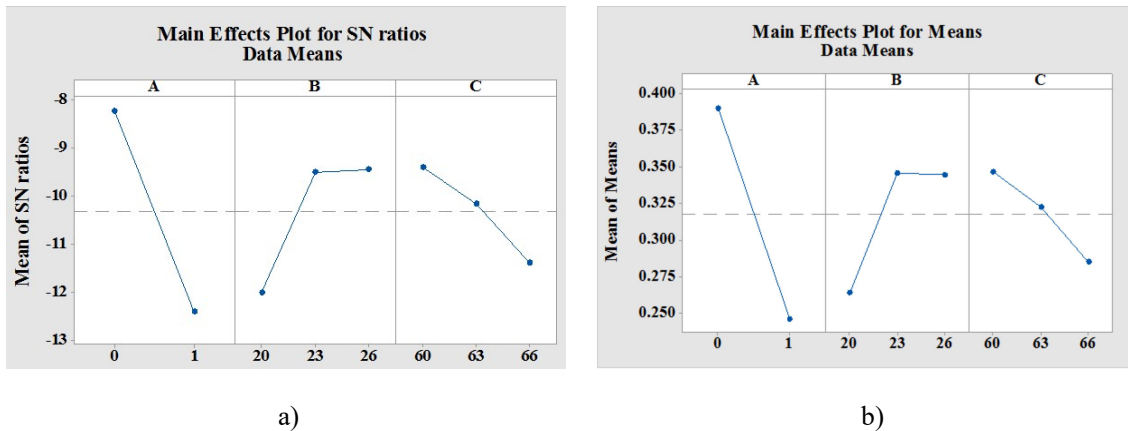 Main Effects Plot for SN ratios
Data Means
A B C
Mean of SN ratios
-8
-9
-10
-11
-12
-13
0 1 20 23 26 60 63 66
a)
Main Effects Plot for Means
Data Means
A B C
Mean of Means
0.400
0.375
0.350
0.325
0.300
0.275
0.250
0 1 20 23 26 60 63 66
b)